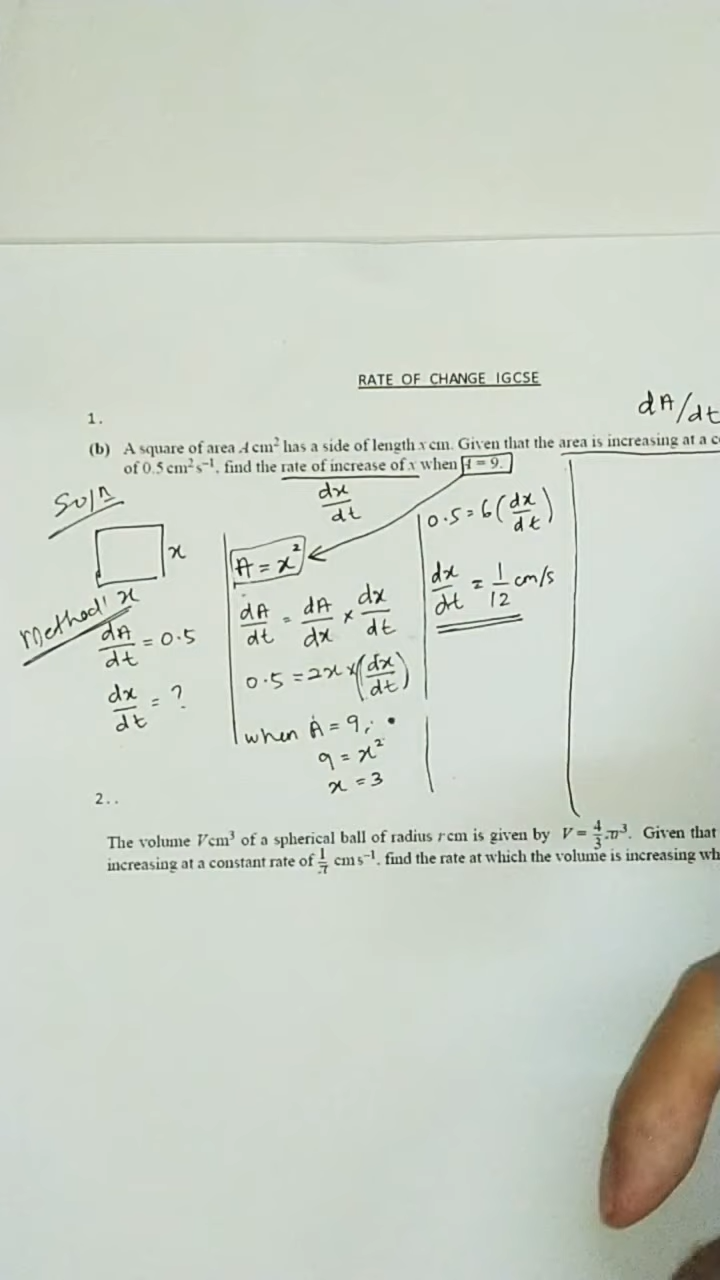 RATE OF CHANGE IGCSE
1.
dA/dt
(b) A square of area A cm² has a side of length x cm. Given that the area is increasing at a
of 0.5 cm² s⁻¹, find the rate of increase of x when A = 9.
Soln
dx/dt
x
x
Method:
dA/dt = 0.5
dx/dt = ?
A = x²
dA/dt = dA/dx × dx/dt
0.5 = 2x × (dx/dt)
when A = 9,
9 = x²
x = 3
0.5 = 6 (dx/dt)
dx/dt = 1/12 cm/s
2..
The volume V cm³ of a spherical ball of radius r cm is given by V = 4/3 πr³. Given that
increasing at a constant rate of 1/π cm s⁻¹, find the rate at which the volume is increasing